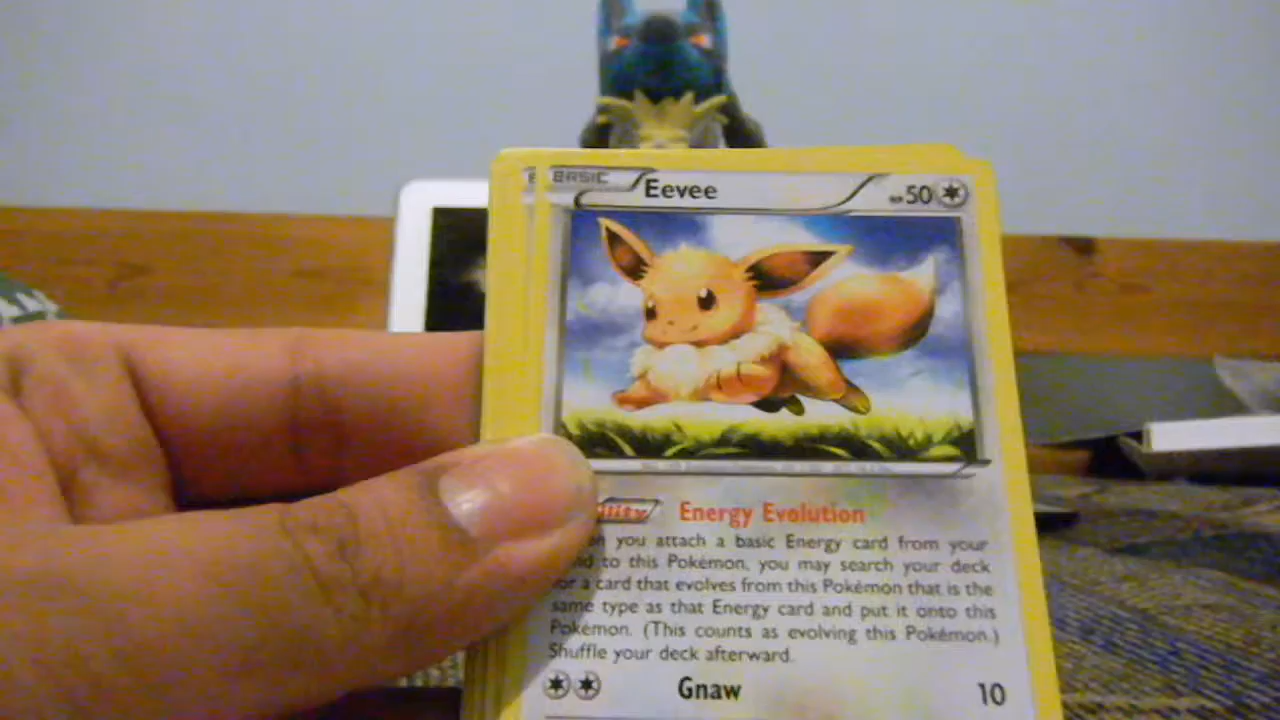 BASIC Eevee HP 50
Energy Evolution
you attach a basic Energy card from your
to this Pokémon, you may search your deck
a card that evolves from this Pokémon that is the
same type as that Energy card and put it onto this
Pokémon. (This counts as evolving this Pokémon.)
Shuffle your deck afterward.
Gnaw 10